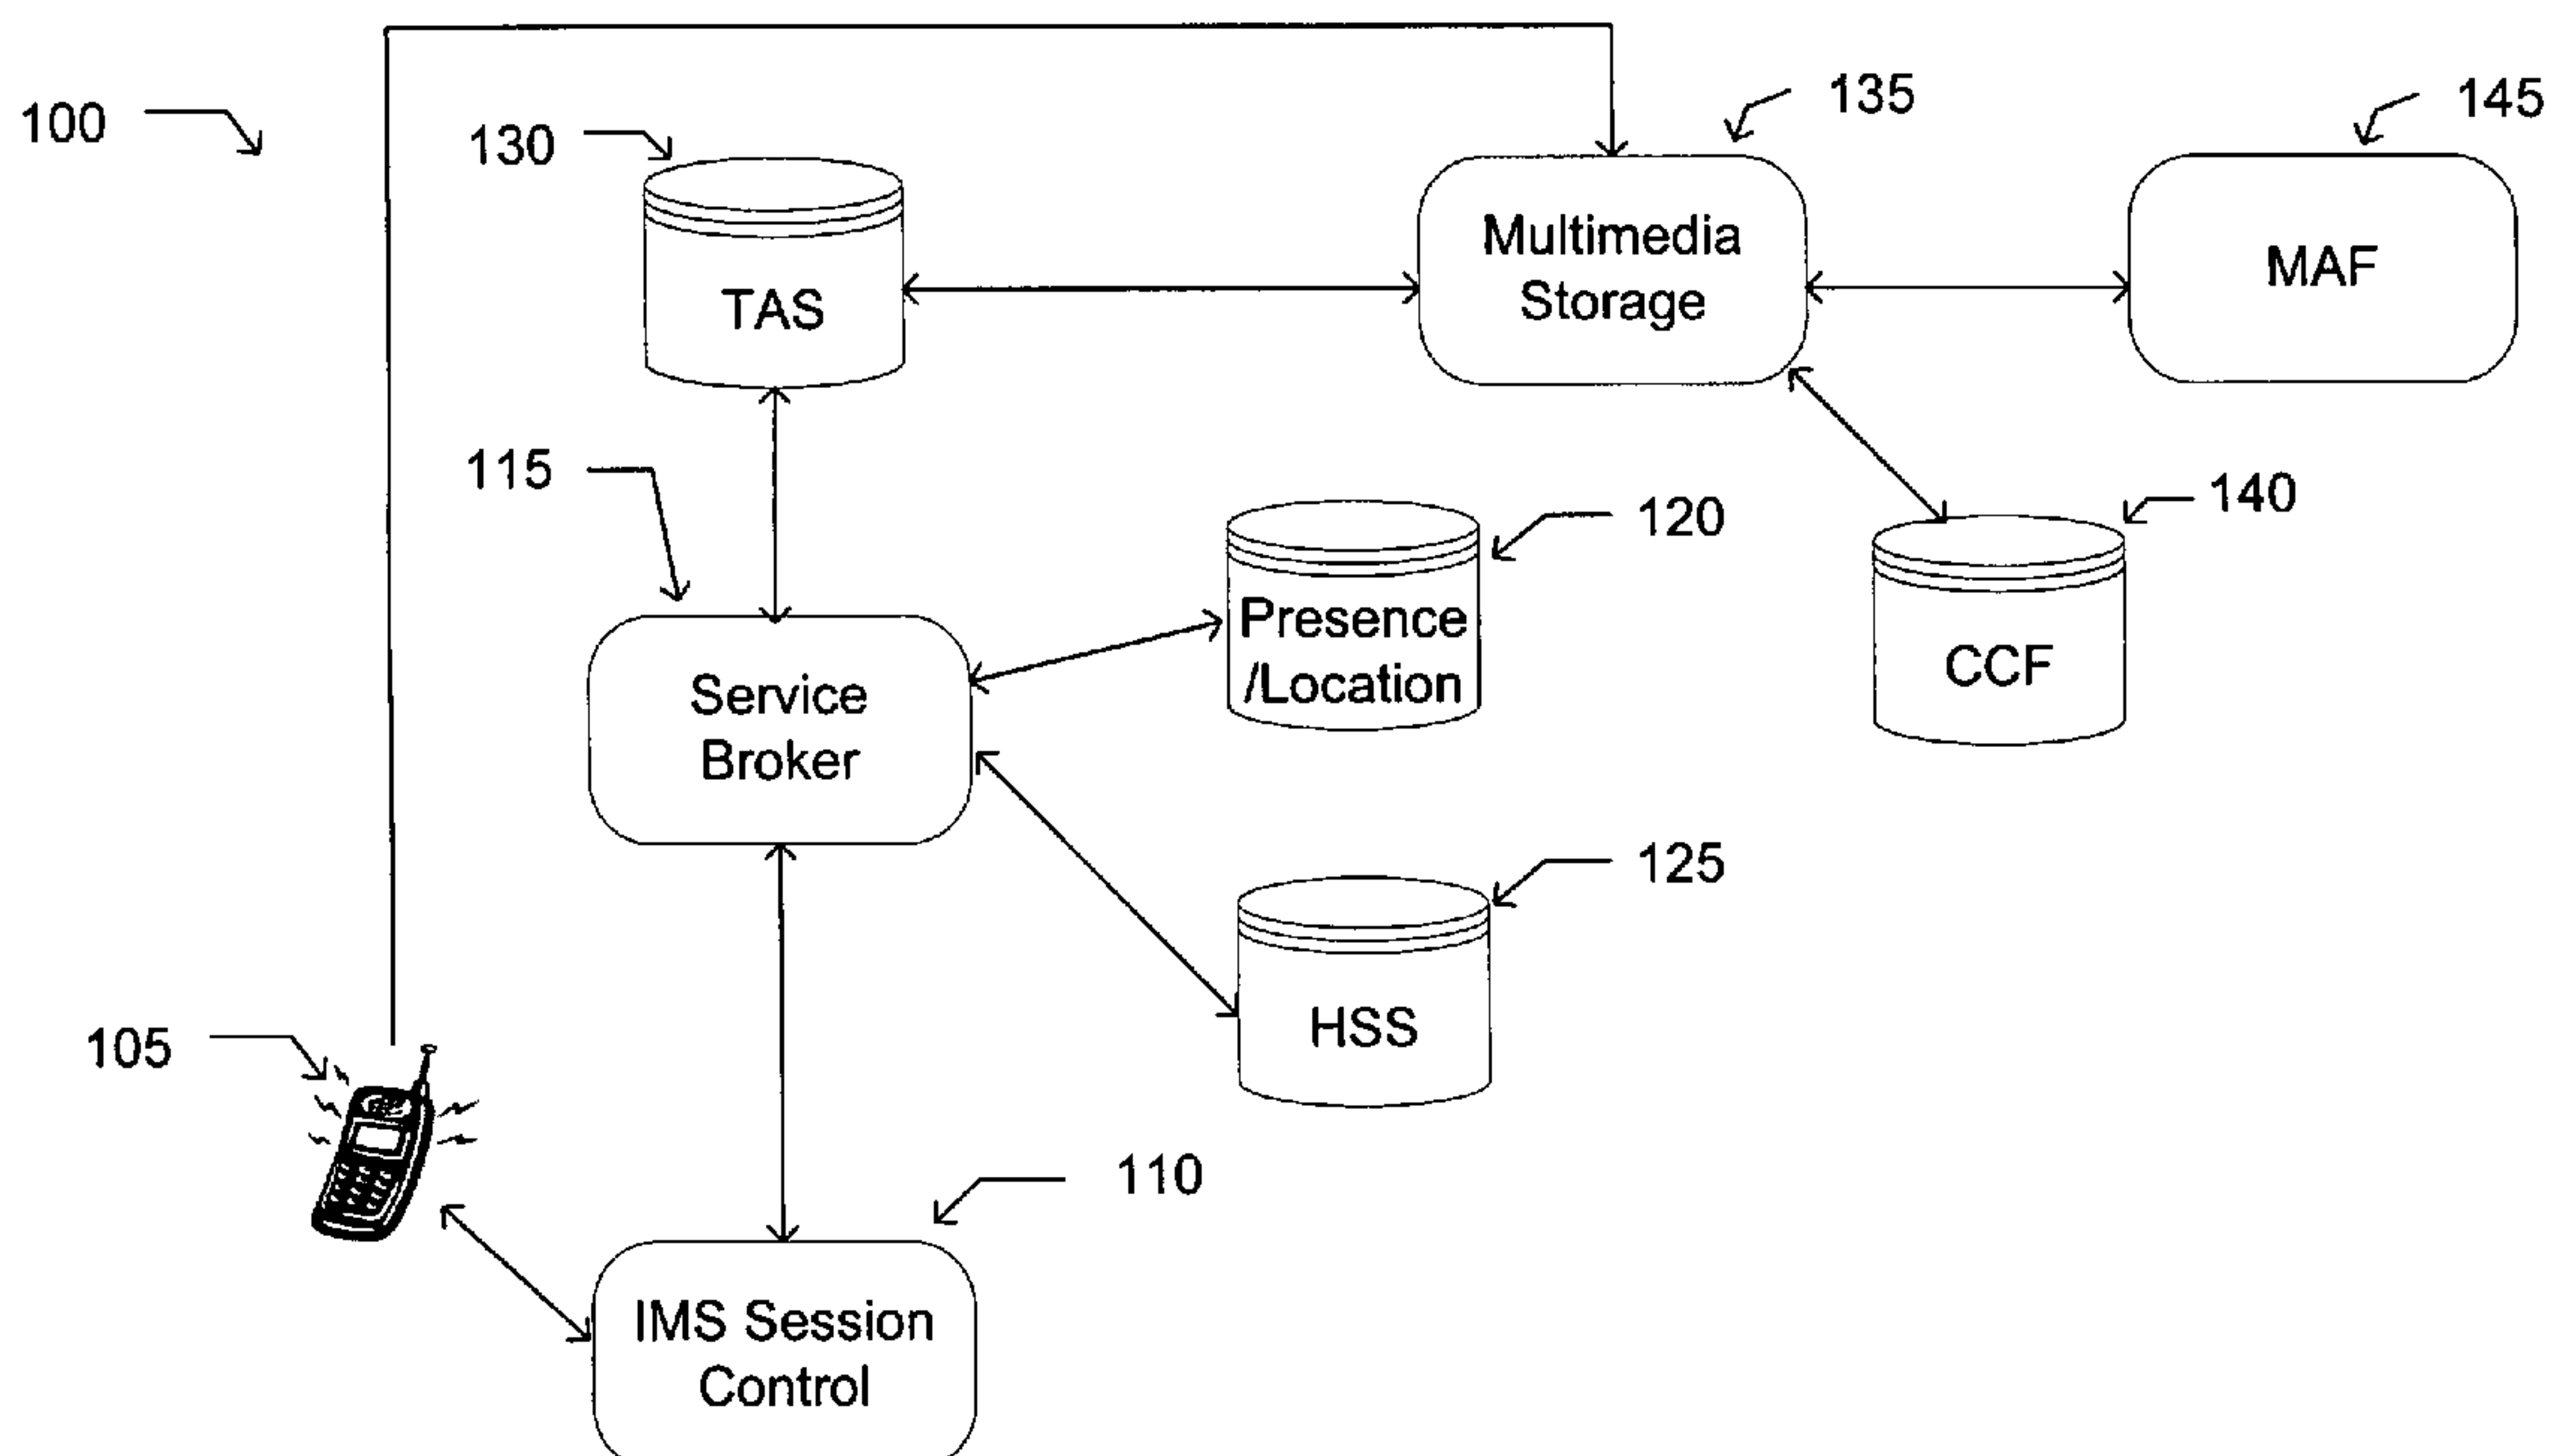 100
130
135
145
TAS
Multimedia
Storage
MAF
115
120
140
Service
Broker
Presence
/Location
CCF
125
HSS
105
110
IMS Session
Control